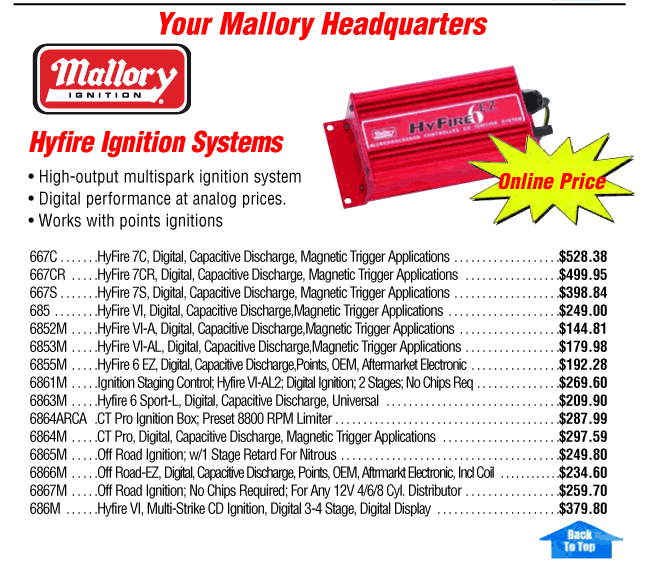 Your Mallory Headquarters
Mallory
IGNITION
Mallory
HYFIRE 6 EZ
MICROPROCESSOR CONTROLLED CD IGNITION SYSTEM
Hyfire Ignition Systems
• High-output multispark ignition system
• Digital performance at analog prices.
• Works with points ignitions
Online Price
667C . . . . . . .HyFire 7C, Digital, Capacitive Discharge, Magnetic Trigger Applications . . . . . . . . . . . . . . . . . .$528.38
667CR . . . . .HyFire 7CR, Digital, Capacitive Discharge, Magnetic Trigger Applications . . . . . . . . . . . . . . . . .$499.95
667S . . . . . .HyFire 7S, Digital, Capacitive Discharge, Magnetic Trigger Applications . . . . . . . . . . . . . . . . . .$398.84
685 . . . . . . . .HyFire VI, Digital, Capacitive Discharge,Magnetic Trigger Applications . . . . . . . . . . . . . . . . . . .$249.00
6852M . . . . .HyFire VI-A, Digital, Capacitive Discharge,Magnetic Trigger Applications . . . . . . . . . . . . . . . . .$144.81
6853M . . . . .HyFire VI-AL, Digital, Capacitive Discharge,Magnetic Trigger Applications . . . . . . . . . . . . . . . .$179.98
6855M . . . . .HyFire 6 EZ, Digital, Capacitive Discharge,Points, OEM, Aftermarket Electronic . . . . . . . . . . . . . . .$192.28
6861M . . . . .Ignition Staging Control; Hyfire VI-AL2; Digital Ignition; 2 Stages; No Chips Req . . . . . . . . . . . . . .$269.60
6863M . . . . .Hyfire 6 Sport-L, Digital, Capacitive Discharge, Universal . . . . . . . . . . . . . . . . . . . . . . . . . . . . . .$209.90
6864ARCA .CT Pro Ignition Box; Preset 8800 RPM Limiter . . . . . . . . . . . . . . . . . . . . . . . . . . . . . . . . . . . . . .$287.99
6864M . . . . .CT Pro, Digital, Capacitive Discharge, Magnetic Trigger Applications . . . . . . . . . . . . . . . . . . . .$297.59
6865M . . . . .Off Road Ignition; w/1 Stage Retard For Nitrous . . . . . . . . . . . . . . . . . . . . . . . . . . . . . . . . . . . . .$249.80
6866M . . . . .Off Road-EZ, Digital, Capacitive Discharge, Points, OEM, Aftrmarkt Electronic, Incl Coil . . . . . . . . . . .$234.60
6867M . . . . .Off Road Ignition; No Chips Required; For Any 12V 4/6/8 Cyl. Distributor . . . . . . . . . . . . . . . .$259.70
686M . . . . . .Hyfire VI, Multi-Strike CD Ignition, Digital 3-4 Stage, Digital Display . . . . . . . . . . . . . . . . . . . . .$379.80
Back
To Top